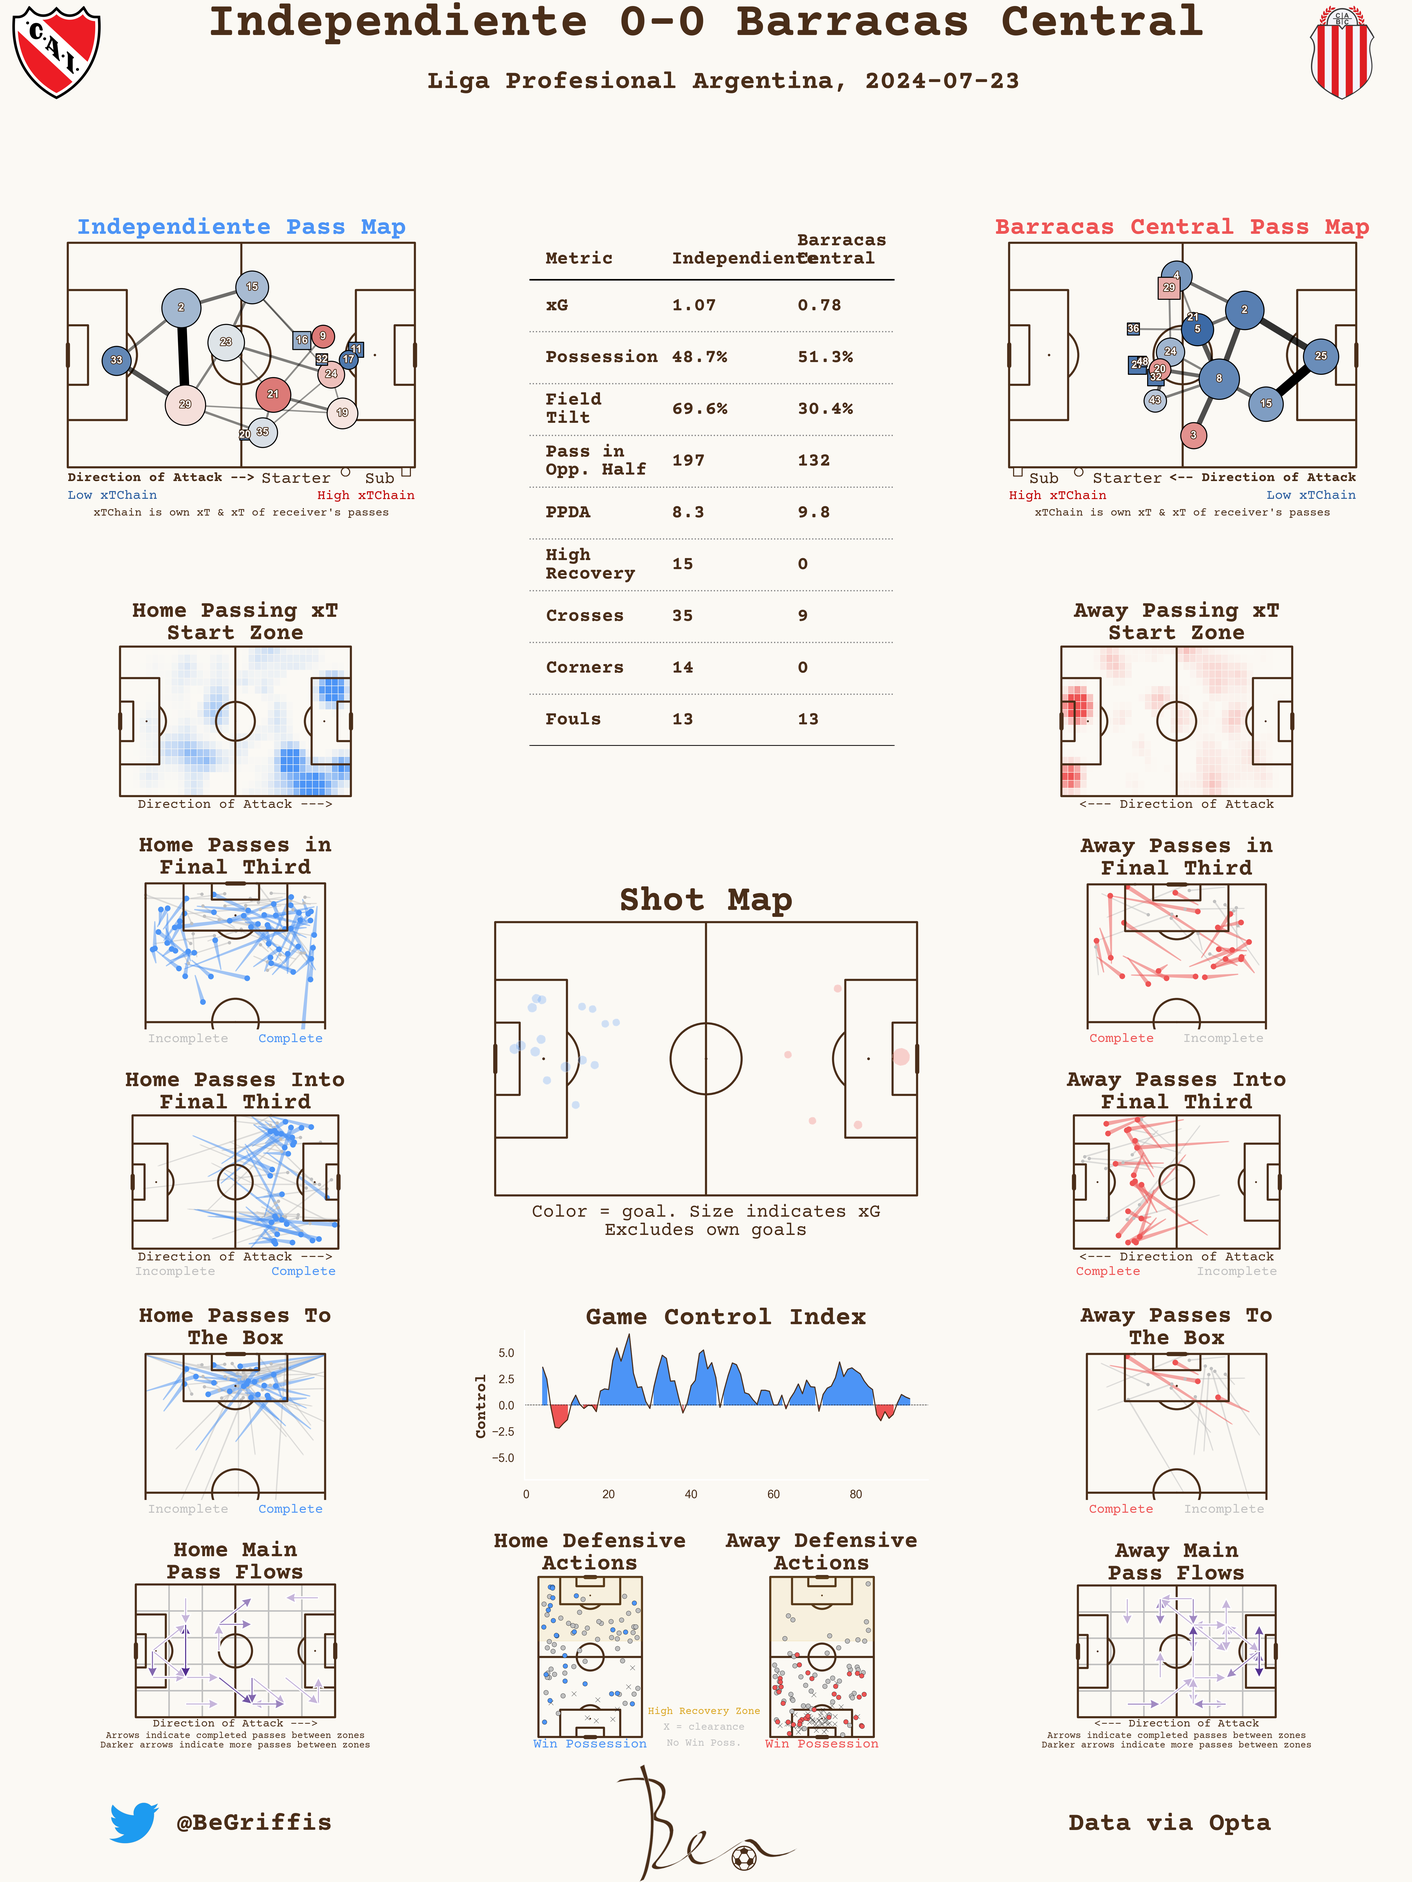 Independiente 0-0 Barracas Central
Liga Profesional Argentina, 2024-07-23
C.A.I.
CIA
BC
Independiente Pass Map
15
2
23
16
9
11
17
32
24
33
21
29
19
20
35
Direction of Attack --> Starter Sub
Low xTChain High xTChain
xTChain is own xT & xT of receiver's passes
Metric Independiente Barracas Central
xG 1.07 0.78
Possession 48.7% 51.3%
Field Tilt 69.6% 30.4%
Pass in Opp. Half 197 132
PPDA 8.3 9.8
High Recovery 15 0
Crosses 35 9
Corners 14 0
Fouls 13 13
Barracas Central Pass Map
4
29
2
21
36
5
24
25
48
20
32
8
43
15
3
Sub Starter <-- Direction of Attack
High xTChain Low xTChain
xTChain is own xT & xT of receiver's passes
Home Passing xT
Start Zone
Direction of Attack --->
Away Passing xT
Start Zone
<--- Direction of Attack
Home Passes in
Final Third
Incomplete Complete
Away Passes in
Final Third
Complete Incomplete
Shot Map
Color = goal. Size indicates xG
Excludes own goals
Home Passes Into
Final Third
Direction of Attack --->
Incomplete Complete
Away Passes Into
Final Third
<--- Direction of Attack
Complete Incomplete
Home Passes To
The Box
Incomplete Complete
Game Control Index
Control
5.0
2.5
0.0
−2.5
−5.0
0 20 40 60 80
Away Passes To
The Box
Complete Incomplete
Home Main
Pass Flows
Direction of Attack --->
Arrows indicate completed passes between zones
Darker arrows indicate more passes between zones
Home Defensive
Actions
Win Possession
High Recovery Zone
X = clearance
No Win Poss.
Away Defensive
Actions
Win Possession
Away Main
Pass Flows
<--- Direction of Attack
Arrows indicate completed passes between zones
Darker arrows indicate more passes between zones
@BeGriffis
Ben
Data via Opta